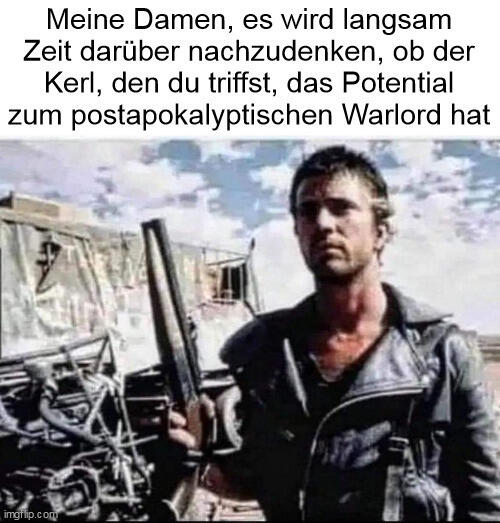 Meine Damen, es wird langsam
Zeit darüber nachzudenken, ob der
Kerl, den du triffst, das Potential
zum postapokalyptischen Warlord hat
imgflip.com